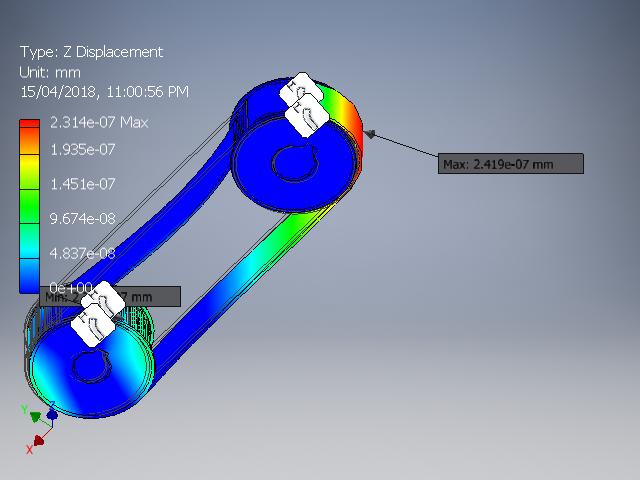 Type: Z Displacement
Unit: mm
15/04/2018, 11:00:56 PM
2.314e-07 Max
1.935e-07
1.451e-07
9.674e-08
4.837e-08
0e+00
Max: 2.419e-07 mm
Min: mm
Z
Y
X